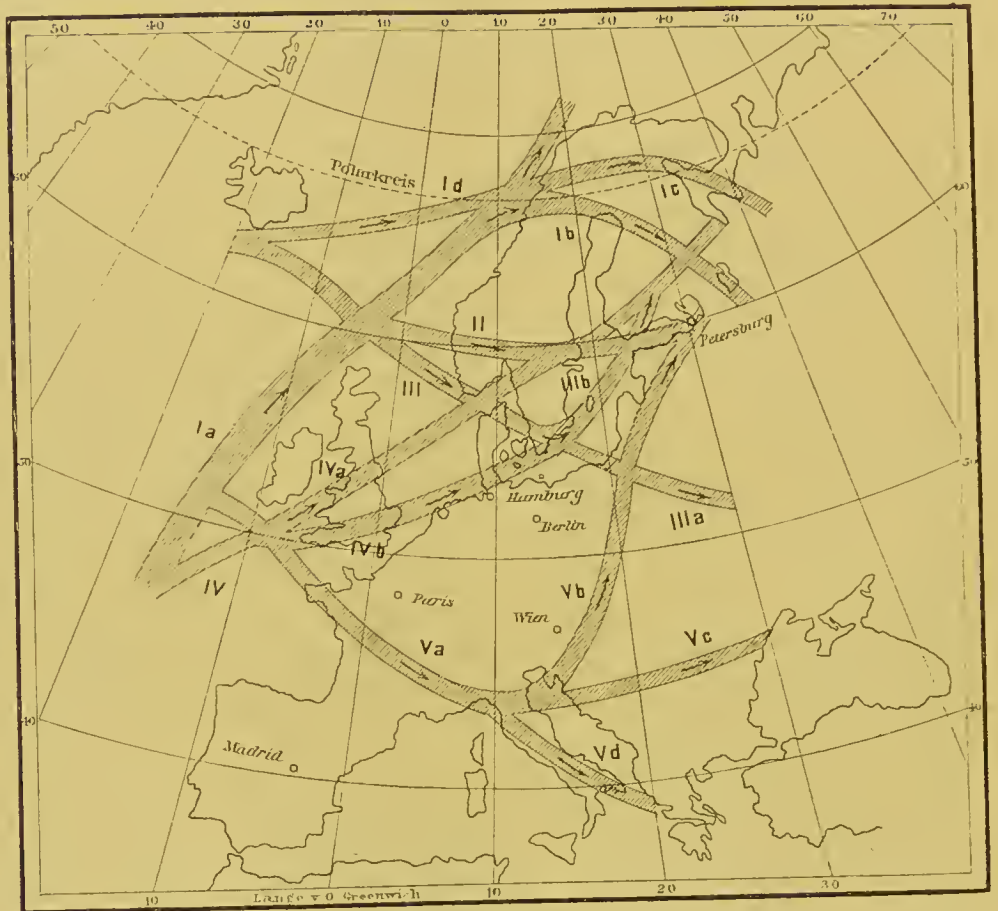 50 40 30 20 10 0 10 20 30 40 50 60 70
60
Polarkreis
Id
Ic
60
Ib
II
Petersburg
III
IIIb
Ia
IVa
50
50
Hamburg
Berlin
IIIa
IVb
IV
Paris
Wien
Vb
Va
Vc
40
40
Madrid
Vd
10
Länge v. O. Greenwich
10
20
30